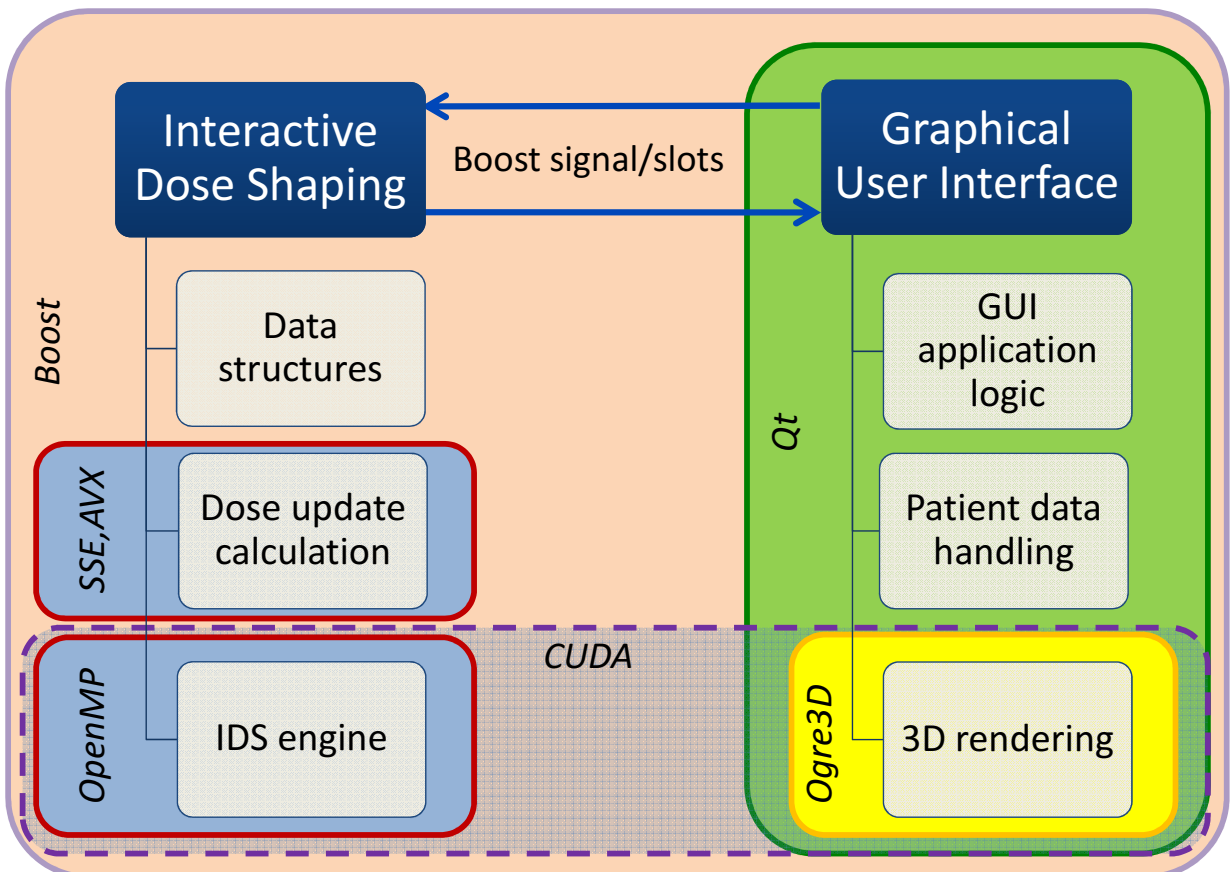 Interactive
Dose Shaping
Boost signal/slots
Graphical
User Interface
Boost
Data
structures
Qt
GUI
application
logic
SSE,AVX
Dose update
calculation
Patient data
handling
CUDA
OpenMP
IDS engine
Ogre3D
3D rendering